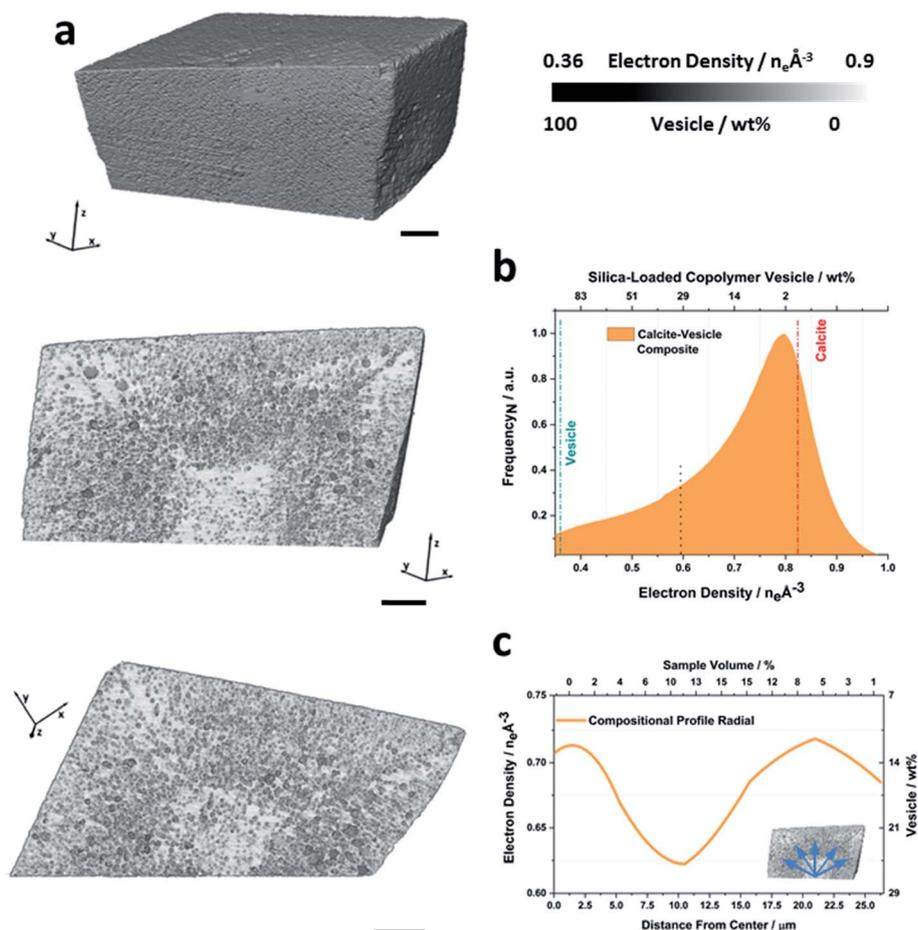 a
0.36 Electron Density / nₑÅ⁻³ 0.9
100 Vesicle / wt% 0
z
y
x
z
y
x
y
x
z
b
Silica-Loaded Copolymer Vesicle / wt%
83 51 29 14 2
Calcite-Vesicle
Composite
Calcite
Vesicle
Frequency_N / a.u.
1.0
0.8
0.6
0.4
0.2
0.4 0.5 0.6 0.7 0.8 0.9 1.0
Electron Density / nₑÅ⁻³
c
Sample Volume / %
0 2 4 6 10 13 15 15 12 8 5 3 1
Compositional Profile Radial
Electron Density / nₑÅ⁻³
0.75
0.70
0.65
0.60
7
14
21
29
Vesicle / wt%
0.0 2.5 5.0 7.5 10.0 12.5 15.0 17.5 20.0 22.5 25.0
Distance From Center / μm